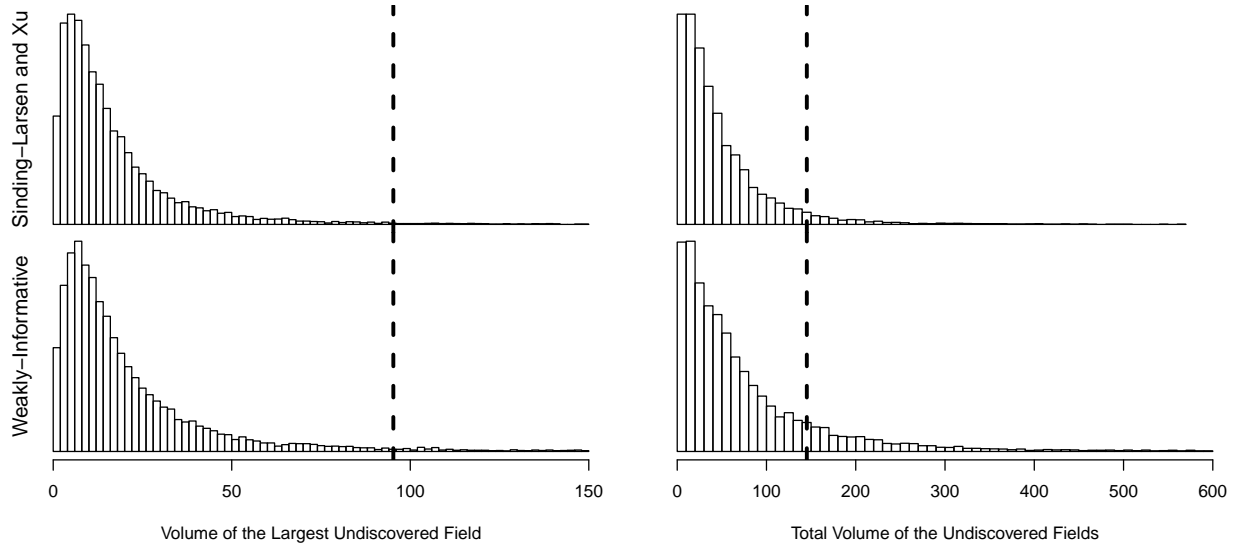 Sinding−Larsen and Xu
Weakly−Informative
0 50 100 150
0 100 200 300 400 500 600
Volume of the Largest Undiscovered Field
Total Volume of the Undiscovered Fields